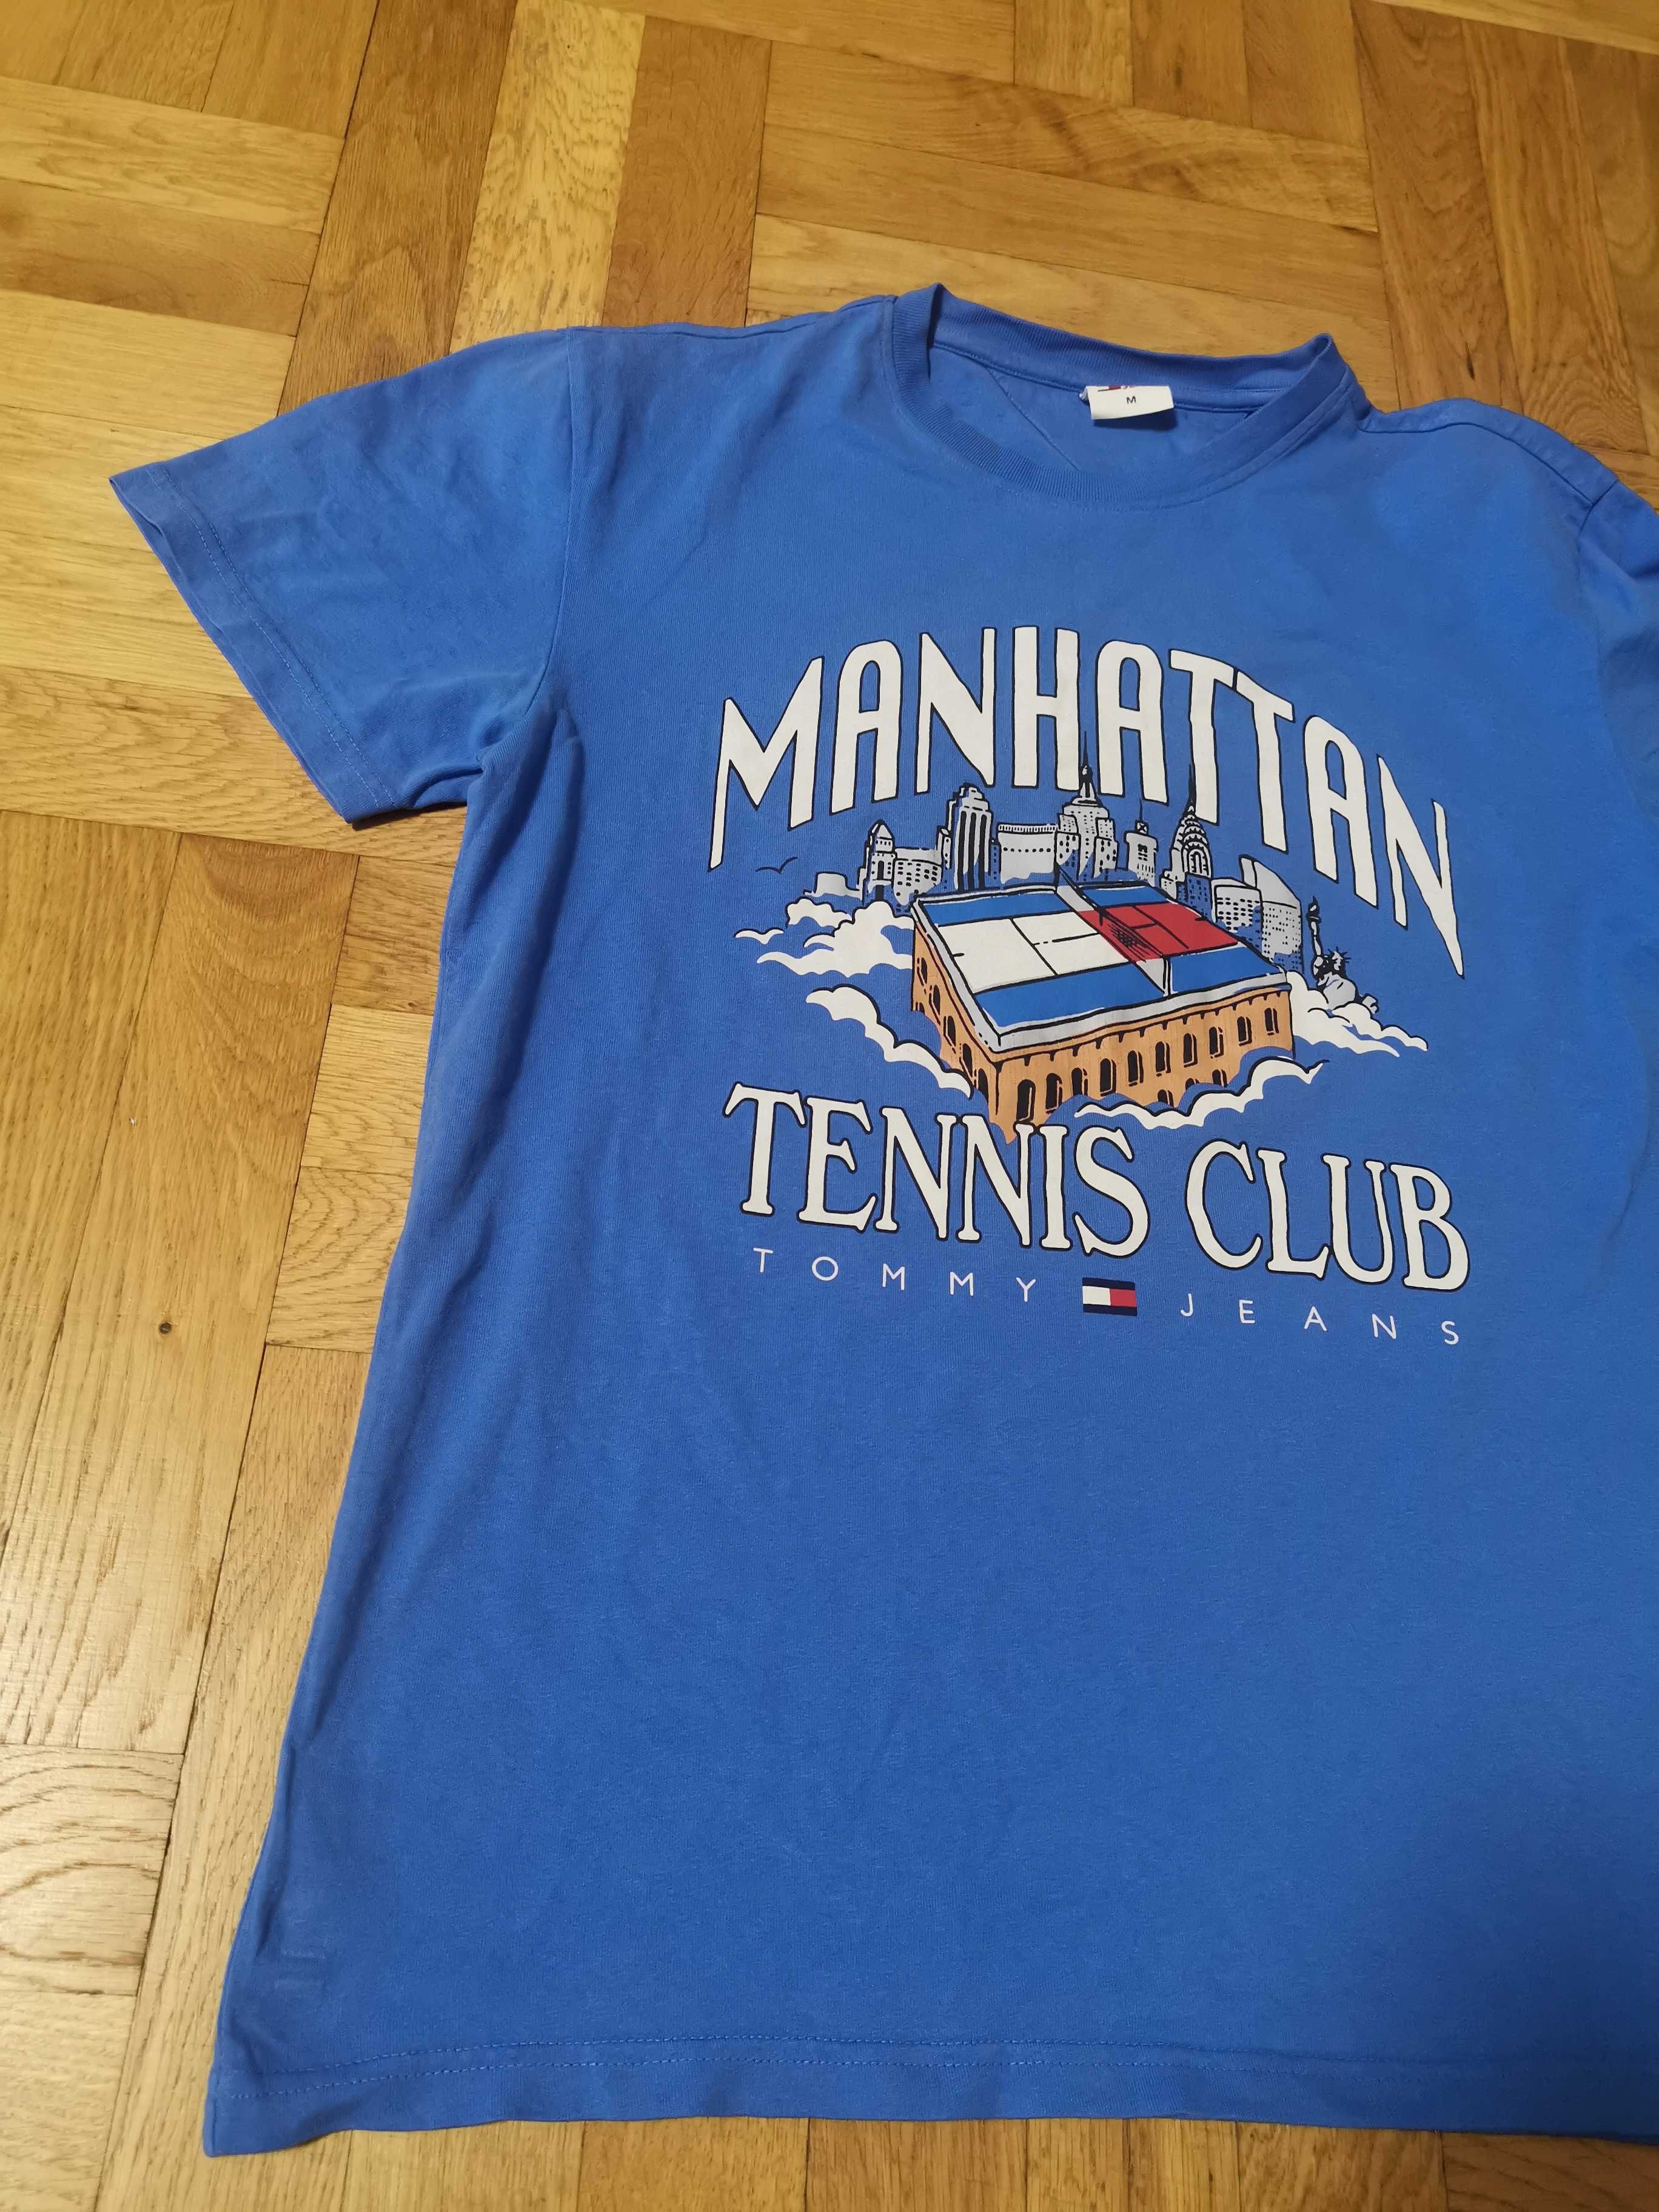 M
MANHATTAN
TENNIS CLUB
TOMMY JEANS